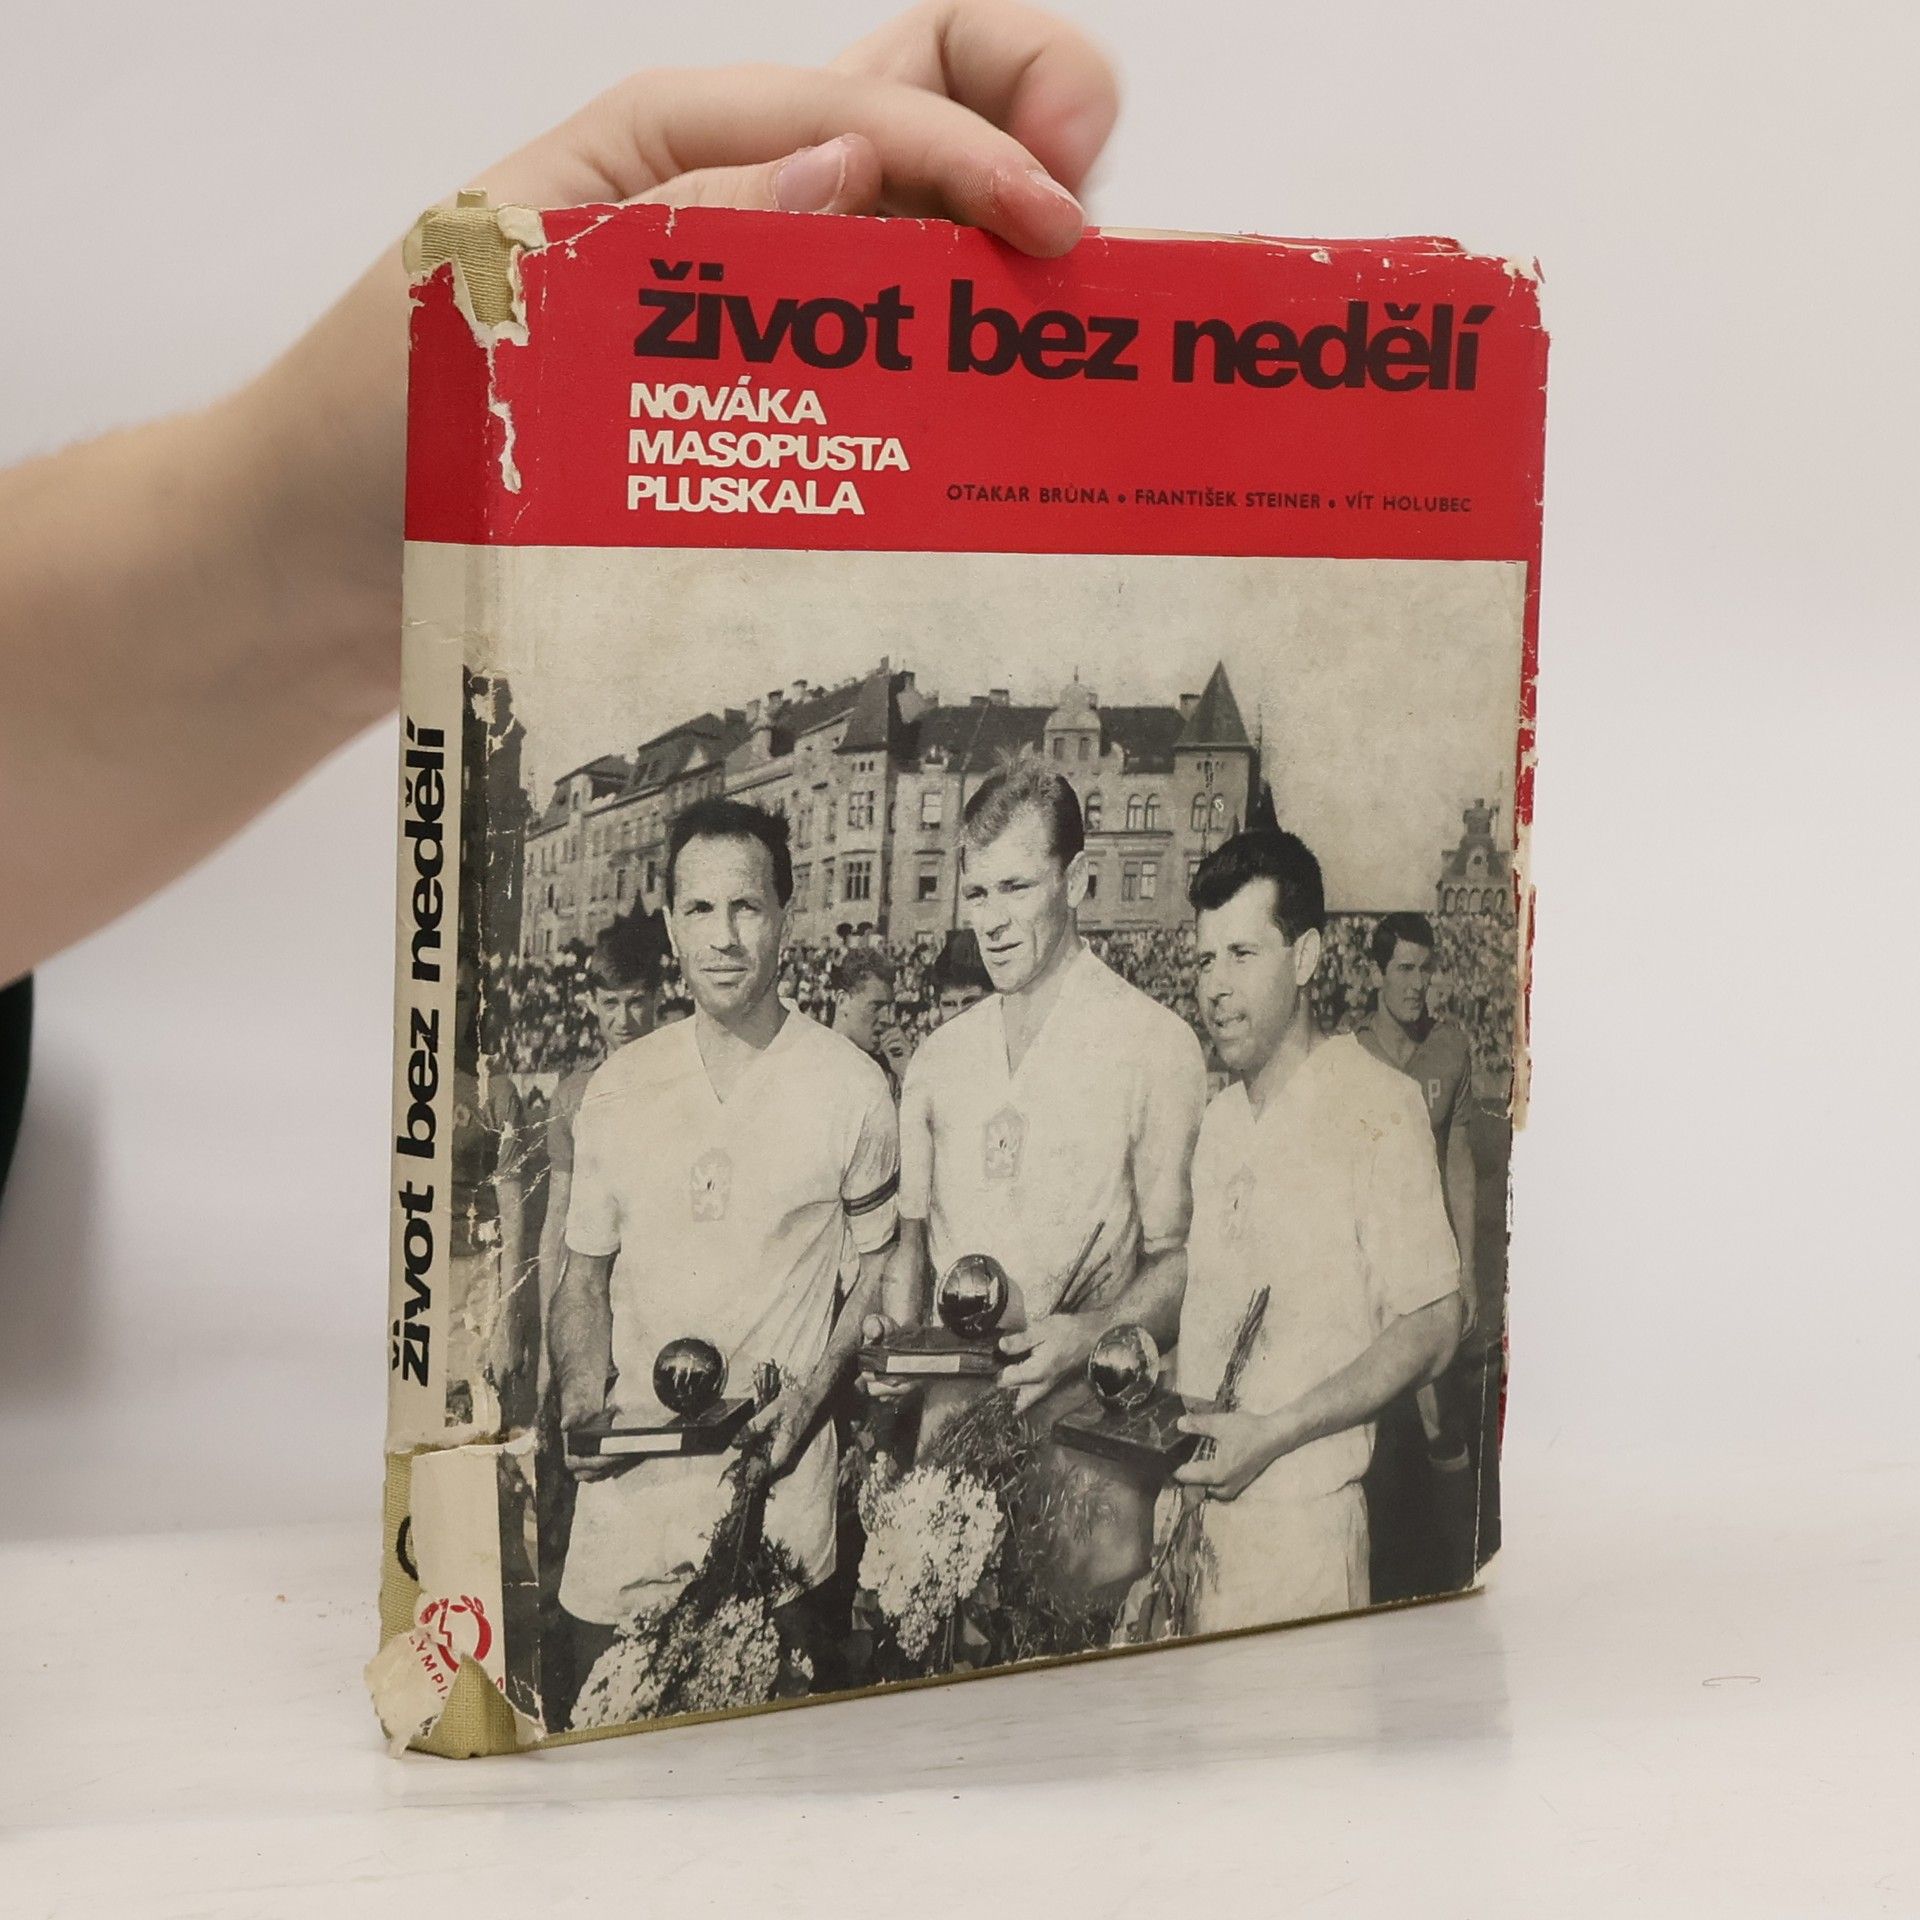 život bez nedělí
NOVÁKA
MASOPUSTA
PLUSKALA
OTAKAR BRŮNA • FRANTIŠEK STEINER • VÍT HOLUBEC
život bez nedělí
P